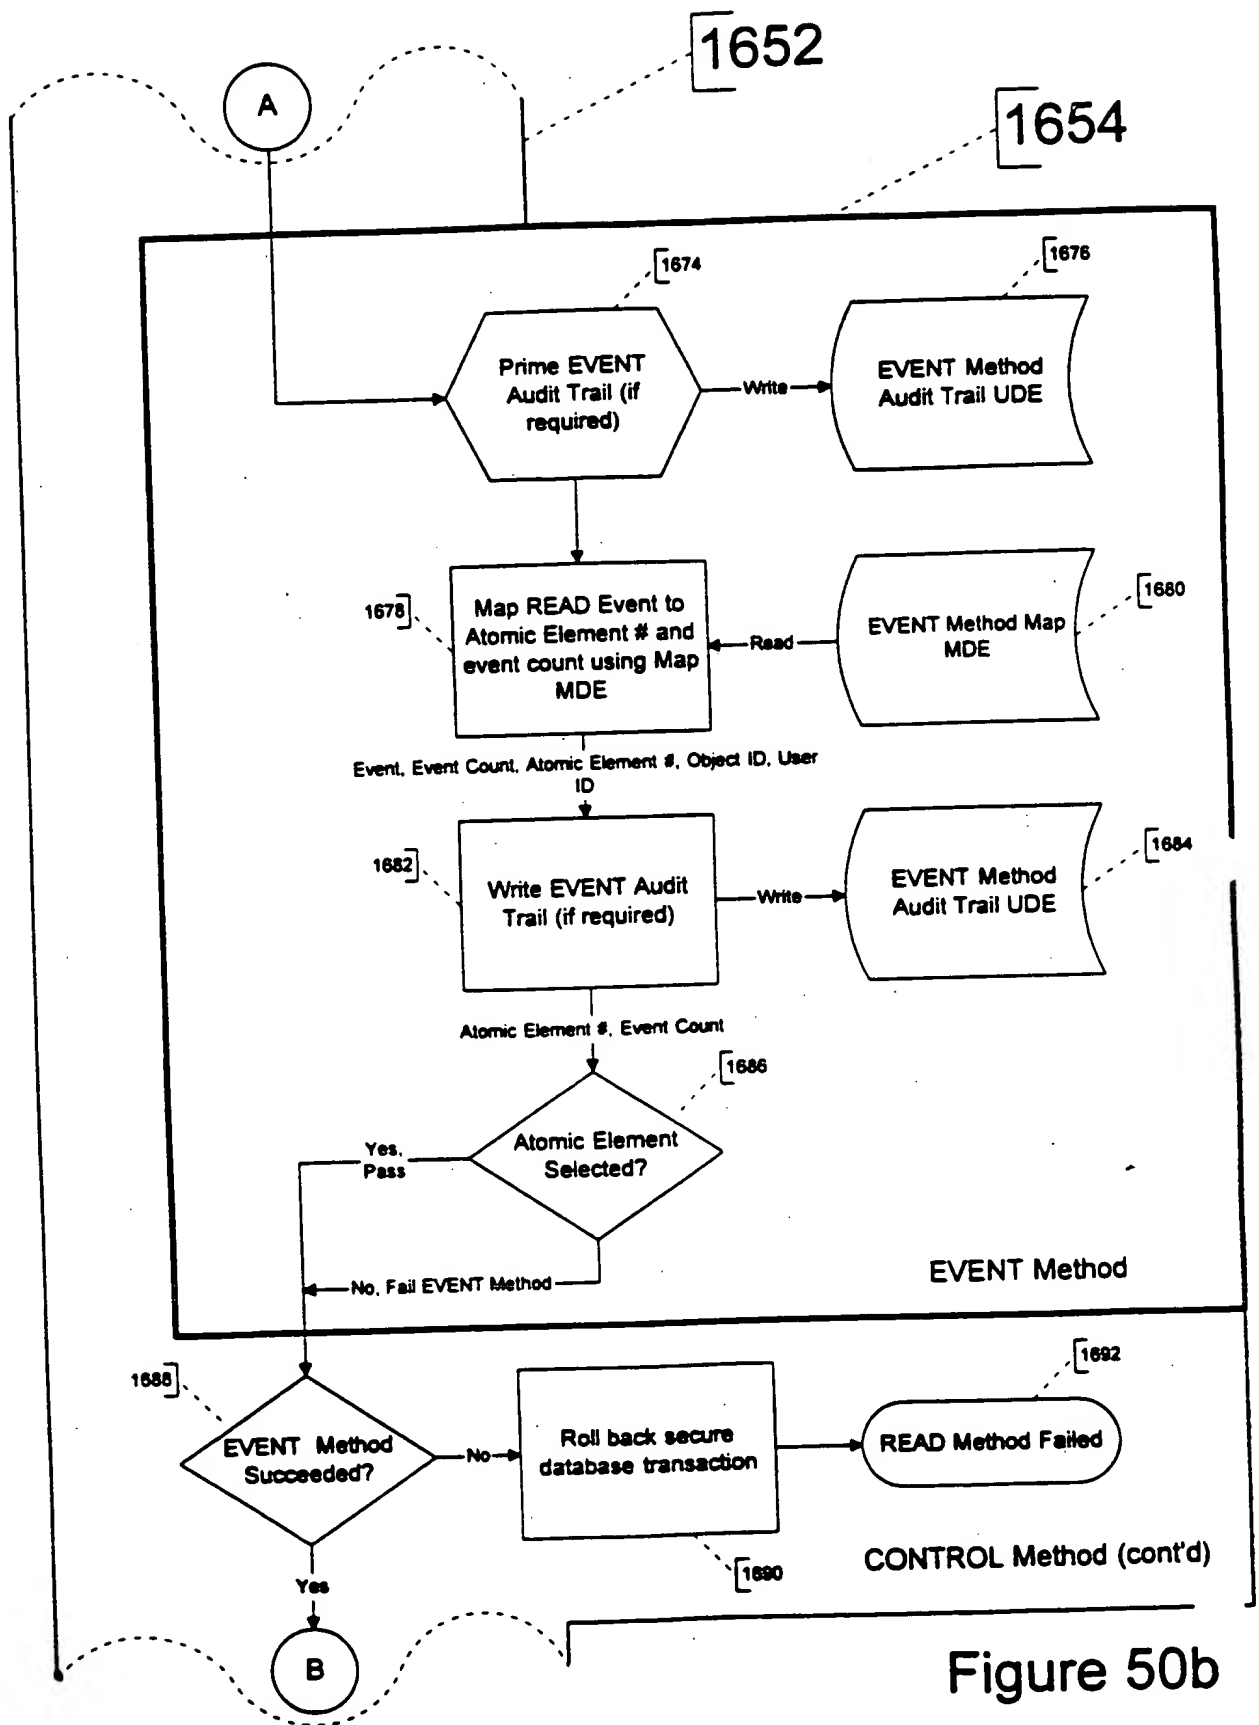 1652
A
1654
1674
1676
Prime EVENT
Audit Trail (if
required)
Write
EVENT Method
Audit Trail UDE
1678
Map READ Event to
Atomic Element # and
event count using Map
MDE
Read
EVENT Method Map
MDE
1680
Event, Event Count, Atomic Element #, Object ID, User
ID
1682
Write EVENT Audit
Trail (if required)
Write
EVENT Method
Audit Trail UDE
1684
Atomic Element #, Event Count
1686
Atomic Element
Selected?
Yes,
Pass
No, Fail EVENT Method
EVENT Method
1688
EVENT Method
Succeeded?
No
Roll back secure
database transaction
1690
READ Method Failed
1692
CONTROL Method (cont'd)
Yes
B
Figure 50b